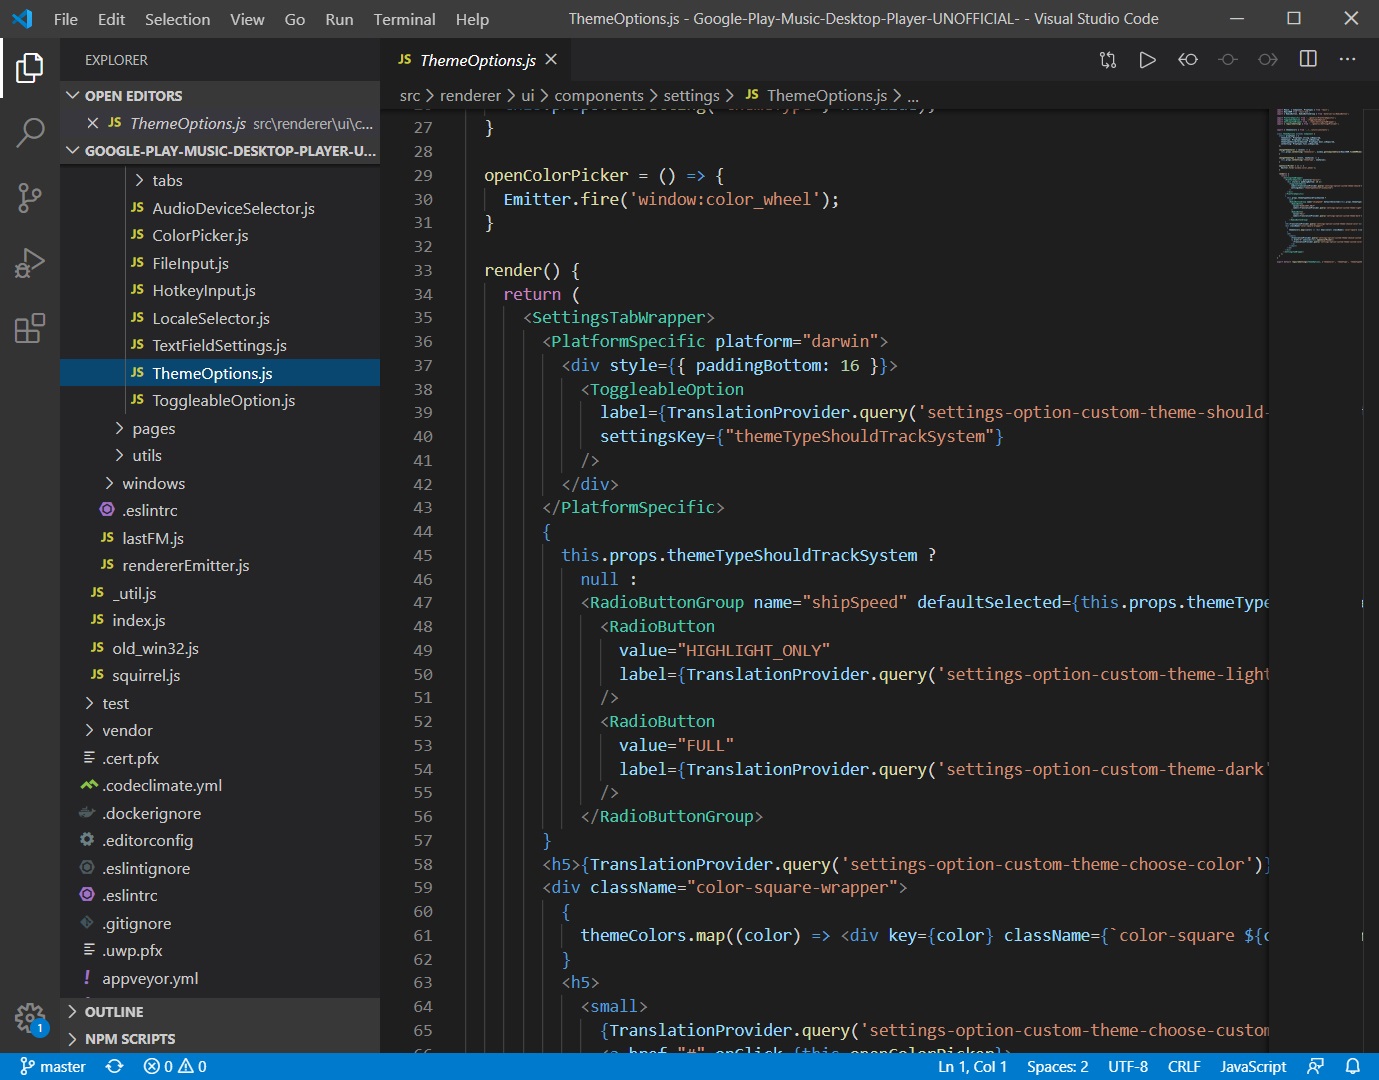 File Edit Selection View Go Run Terminal Help ThemeOptions.js - Google-Play-Music-Desktop-Player-UNOFFICIAL- - Visual Studio Code
EXPLORER
JS ThemeOptions.js
OPEN EDITORS
JS ThemeOptions.js src\renderer\ui\c...
GOOGLE-PLAY-MUSIC-DESKTOP-PLAYER-U...
tabs
JS AudioDeviceSelector.js
JS ColorPicker.js
JS FileInput.js
JS HotkeyInput.js
JS LocaleSelector.js
JS TextFieldSettings.js
JS ThemeOptions.js
JS ToggleableOption.js
pages
utils
windows
.eslintrc
JS lastFM.js
JS rendererEmitter.js
JS _util.js
JS index.js
JS old_win32.js
JS squirrel.js
test
vendor
.cert.pfx
.codeclimate.yml
.dockerignore
.editorconfig
.eslintignore
.eslintrc
.gitignore
.uwp.pfx
! appveyor.yml
OUTLINE
NPM SCRIPTS
1
src > renderer > ui > components > settings > JS ThemeOptions.js > ...
27 }
28
29 openColorPicker = () => {
30 Emitter.fire('window:color_wheel');
31 }
32
33 render() {
34 return (
35 <SettingsTabWrapper>
36 <PlatformSpecific platform="darwin">
37 <div style={{ paddingBottom: 16 }}>
38 <ToggleableOption
39 label={TranslationProvider.query('settings-option-custom-theme-should-
40 settingsKey={"themeTypeShouldTrackSystem"}
41 />
42 </div>
43 </PlatformSpecific>
44 {
45 this.props.themeTypeShouldTrackSystem ?
46 null :
47 <RadioButtonGroup name="shipSpeed" defaultSelected={this.props.themeType
48 <RadioButton
49 value="HIGHLIGHT_ONLY"
50 label={TranslationProvider.query('settings-option-custom-theme-light
51 />
52 <RadioButton
53 value="FULL"
54 label={TranslationProvider.query('settings-option-custom-theme-dark'
55 />
56 </RadioButtonGroup>
57 }
58 <h5>{TranslationProvider.query('settings-option-custom-theme-choose-color')}
59 <div className="color-square-wrapper">
60 {
61 themeColors.map((color) => <div key={color} className={`color-square ${c
62 }
63 <h5>
64 <small>
65 {TranslationProvider.query('settings-option-custom-theme-choose-custom
66 <a href="#" onClick={this.openColorPicker}>
master 0 0 Ln 1, Col 1 Spaces: 2 UTF-8 CRLF JavaScript